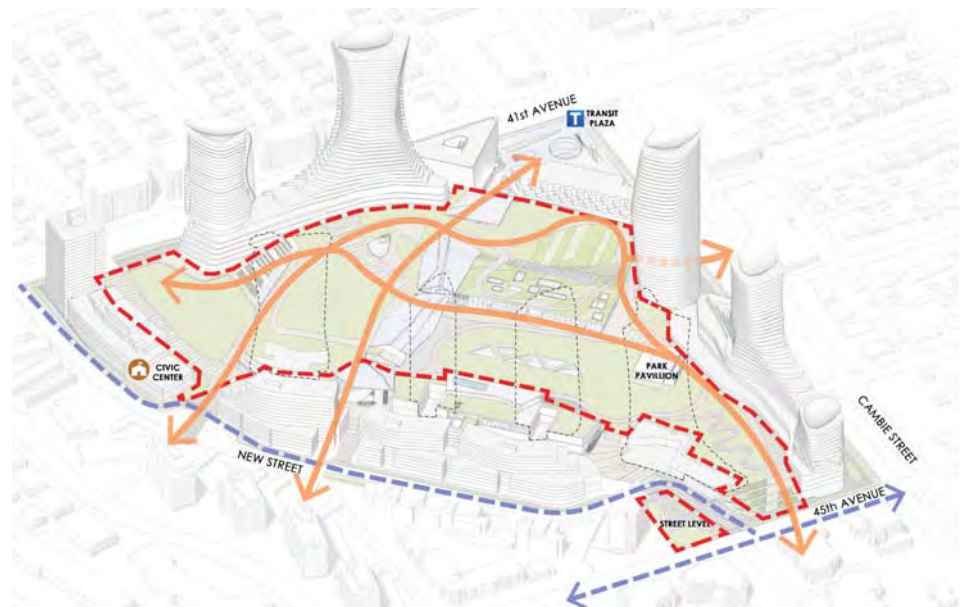 41st AVENUE
T
TRANSIT
PLAZA
CIVIC
CENTER
PARK
PAVILLION
CAMBIE STREET
NEW STREET
45th AVENUE
STREET LEVEL